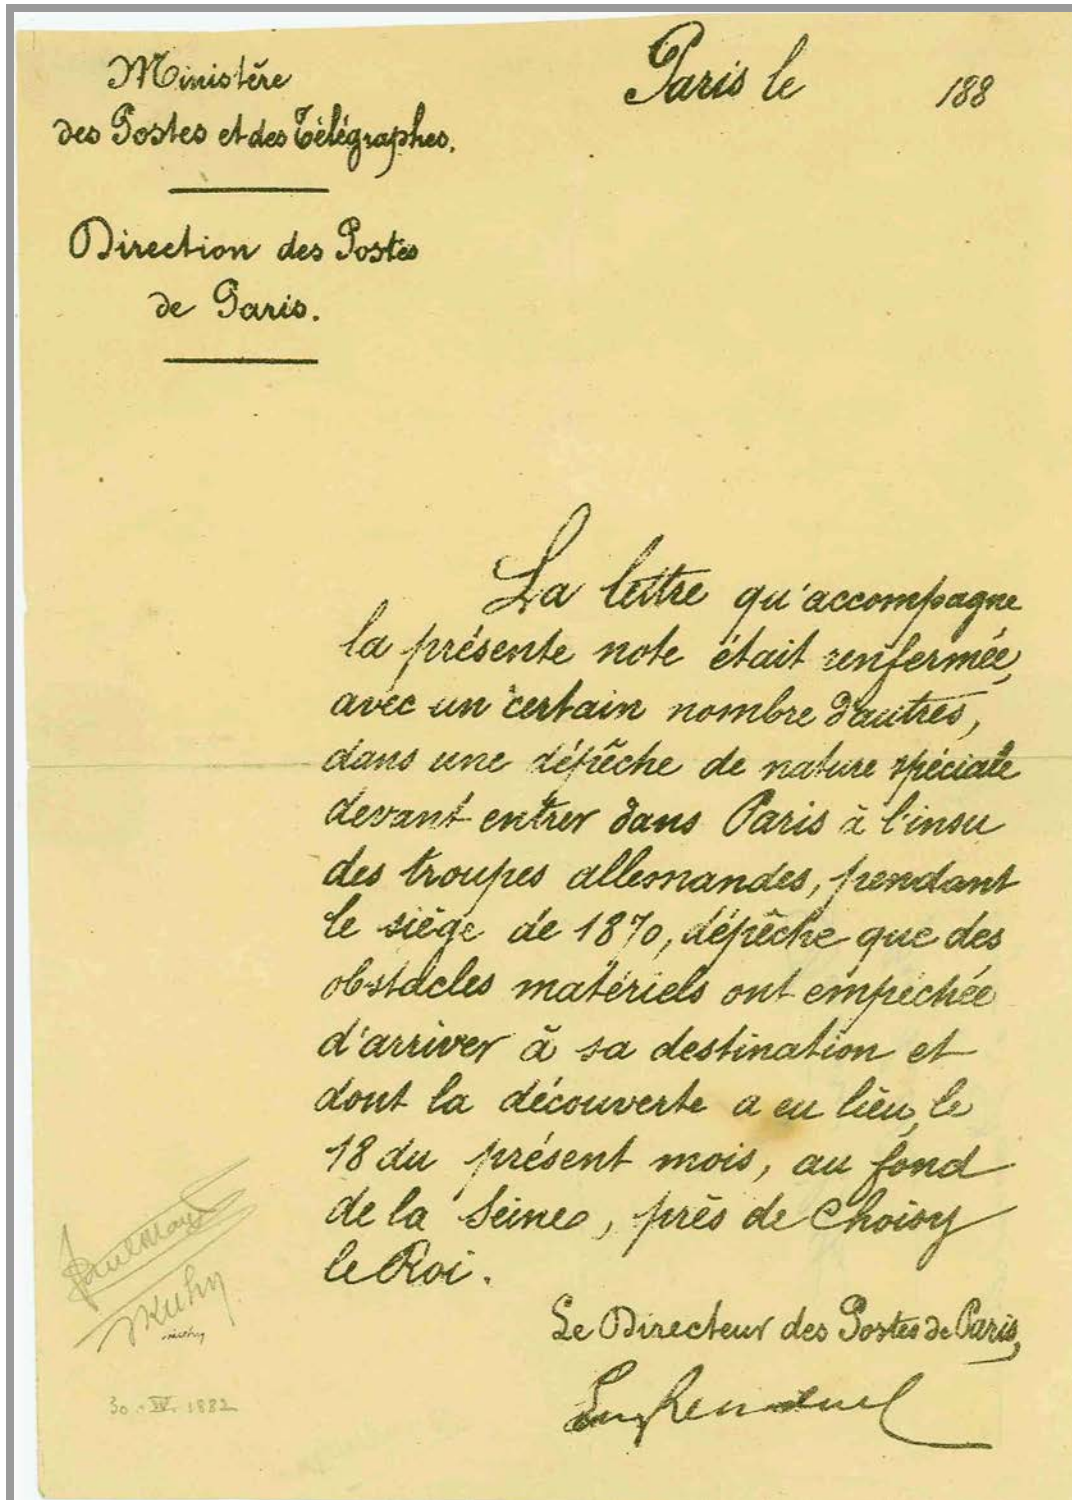 Ministère
des Postes et des Télégraphes.
Direction des Postes
de Paris.
Paris le 188
La lettre qu'accompagne
la présente note était renfermée,
avec un certain nombre d'autres,
dans une dépêche de nature spéciale
devant entrer dans Paris à l'insu
des troupes allemandes, pendant
le siège de 1870, dépêche que des
obstacles matériels ont empêchée
d'arriver à sa destination et
dont la découverte a eu lieu, le
18 du présent mois, au fond
de la Seine, près de Choisy
le Roi.
Le Directeur des Postes de Paris,
Kuhn
30. IV. 1882